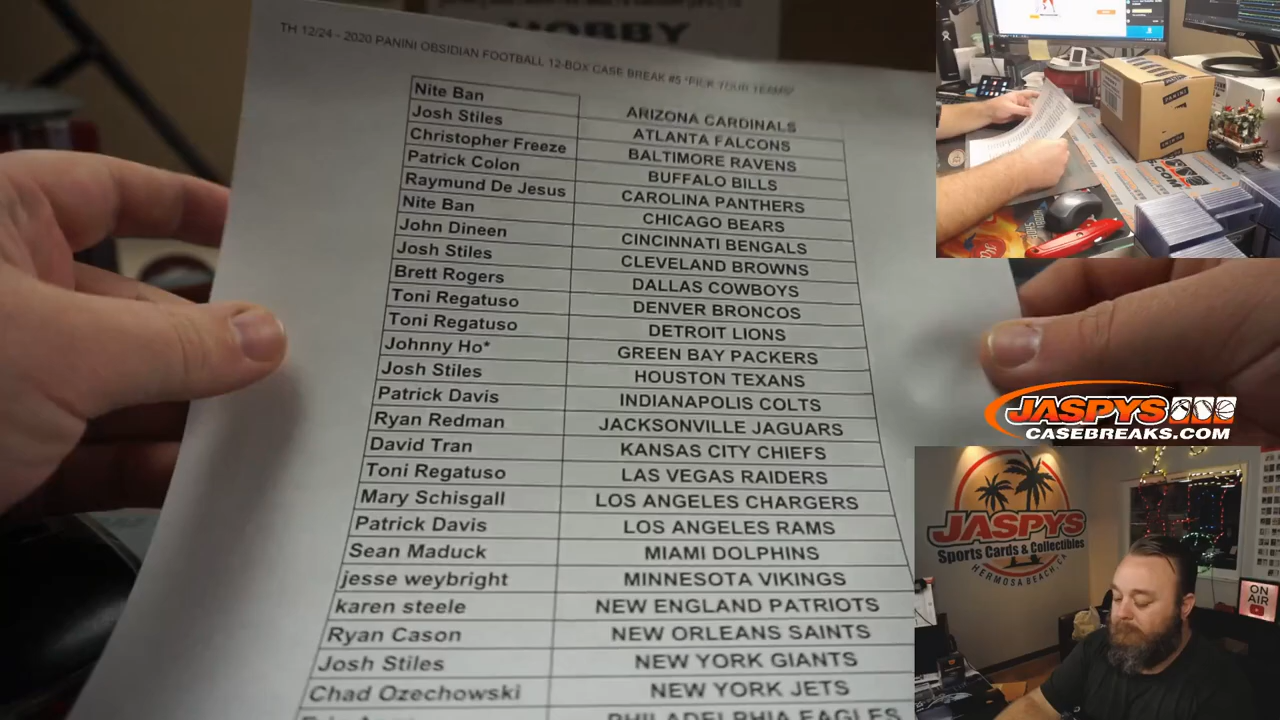 HOBBY
TH 12/24 - 2020 PANINI OBSIDIAN FOOTBALL 12-BOX CASE BREAK #5 *PICK YOUR TEAMS*
Nite Ban ARIZONA CARDINALS
Josh Stiles ATLANTA FALCONS
Christopher Freeze BALTIMORE RAVENS
Patrick Colon BUFFALO BILLS
Raymund De Jesus CAROLINA PANTHERS
Nite Ban CHICAGO BEARS
John Dineen CINCINNATI BENGALS
Josh Stiles CLEVELAND BROWNS
Brett Rogers DALLAS COWBOYS
Toni Regatuso DENVER BRONCOS
Toni Regatuso DETROIT LIONS
Johnny Ho* GREEN BAY PACKERS
Josh Stiles HOUSTON TEXANS
Patrick Davis INDIANAPOLIS COLTS
Ryan Redman JACKSONVILLE JAGUARS
David Tran KANSAS CITY CHIEFS
Toni Regatuso LAS VEGAS RAIDERS
Mary Schisgall LOS ANGELES CHARGERS
Patrick Davis LOS ANGELES RAMS
Sean Maduck MIAMI DOLPHINS
jesse weybright MINNESOTA VIKINGS
karen steele NEW ENGLAND PATRIOTS
Ryan Cason NEW ORLEANS SAINTS
Josh Stiles NEW YORK GIANTS
Chad Ozechowski NEW YORK JETS
PHILADELPHIA EAGLES
PANINI
JASPYS
.COM
JASPYS
CASEBREAKS.COM
JASPYS
Sports Cards & Collectibles
HERMOSA BEACH, CA
ON
AIR